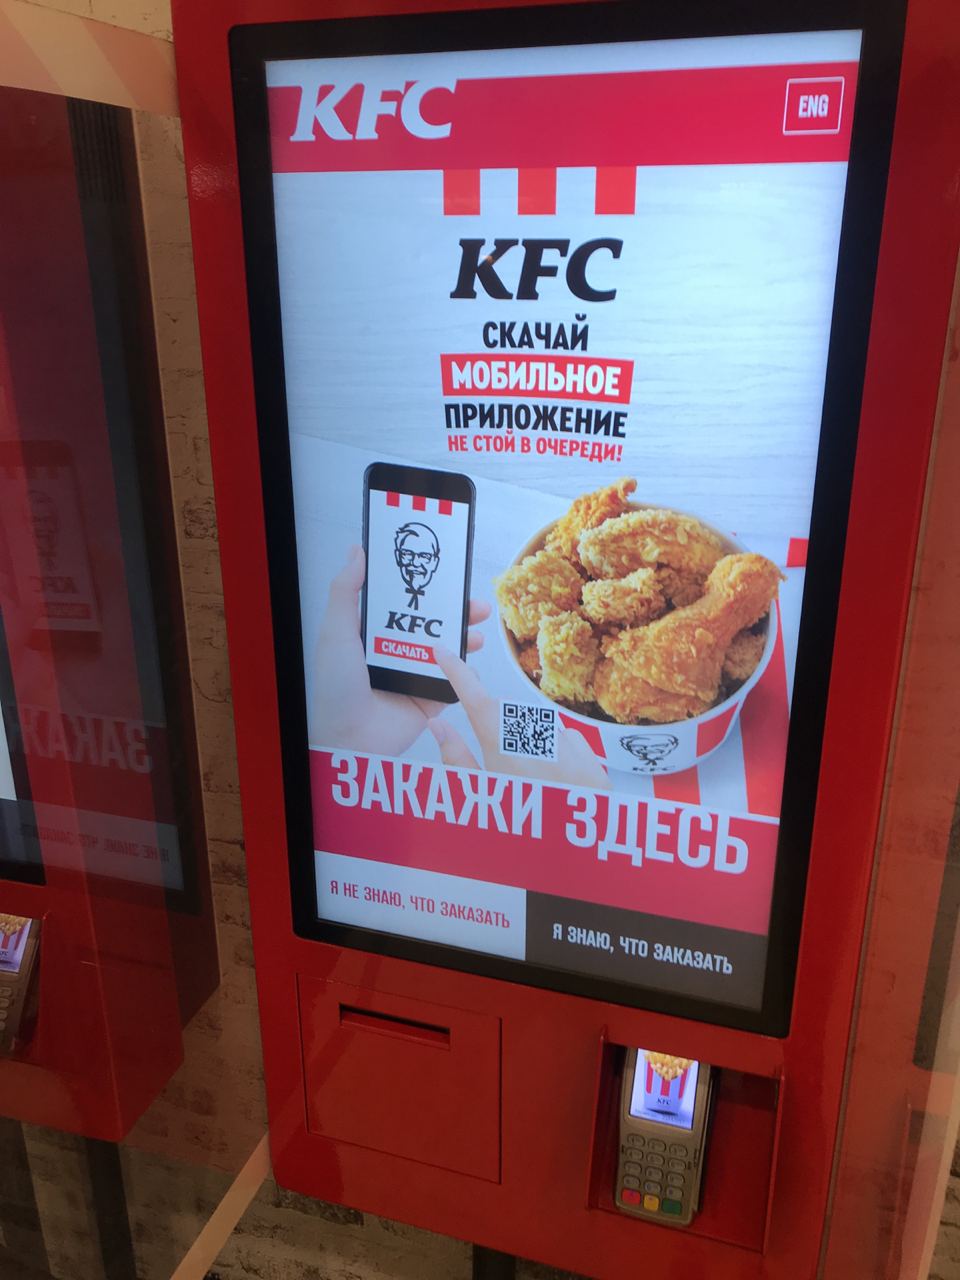 KFC
ENG
KFC
СКАЧАЙ
МОБИЛЬНОЕ
ПРИЛОЖЕНИЕ
НЕ СТОЙ В ОЧЕРЕДИ!
KFC
СКАЧАТЬ
KFC
ЗАКАЖИ ЗДЕСЬ
Я НЕ ЗНАЮ, ЧТО ЗАКАЗАТЬ
Я ЗНАЮ, ЧТО ЗАКАЗАТЬ
KFC